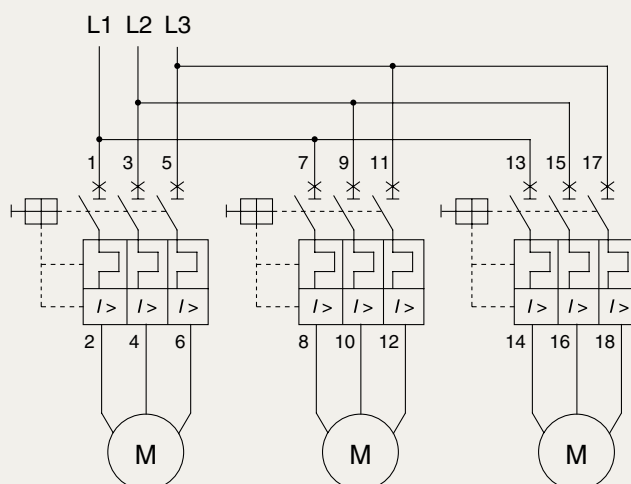 L1 L2 L3
1 3 5 7 9 11 13 15 17
I > I > I > I > I > I > I > I > I >
2 4 6 8 10 12 14 16 18
M M M